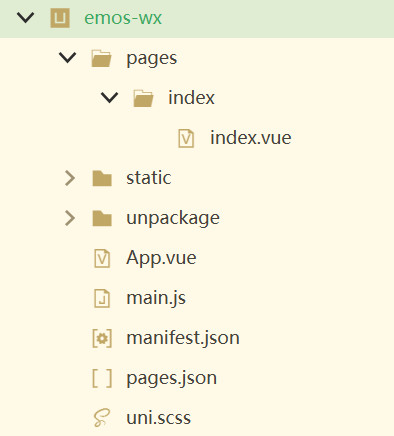 emos-wx
pages
index
index.vue
static
unpackage
App.vue
main.js
manifest.json
pages.json
uni.scss